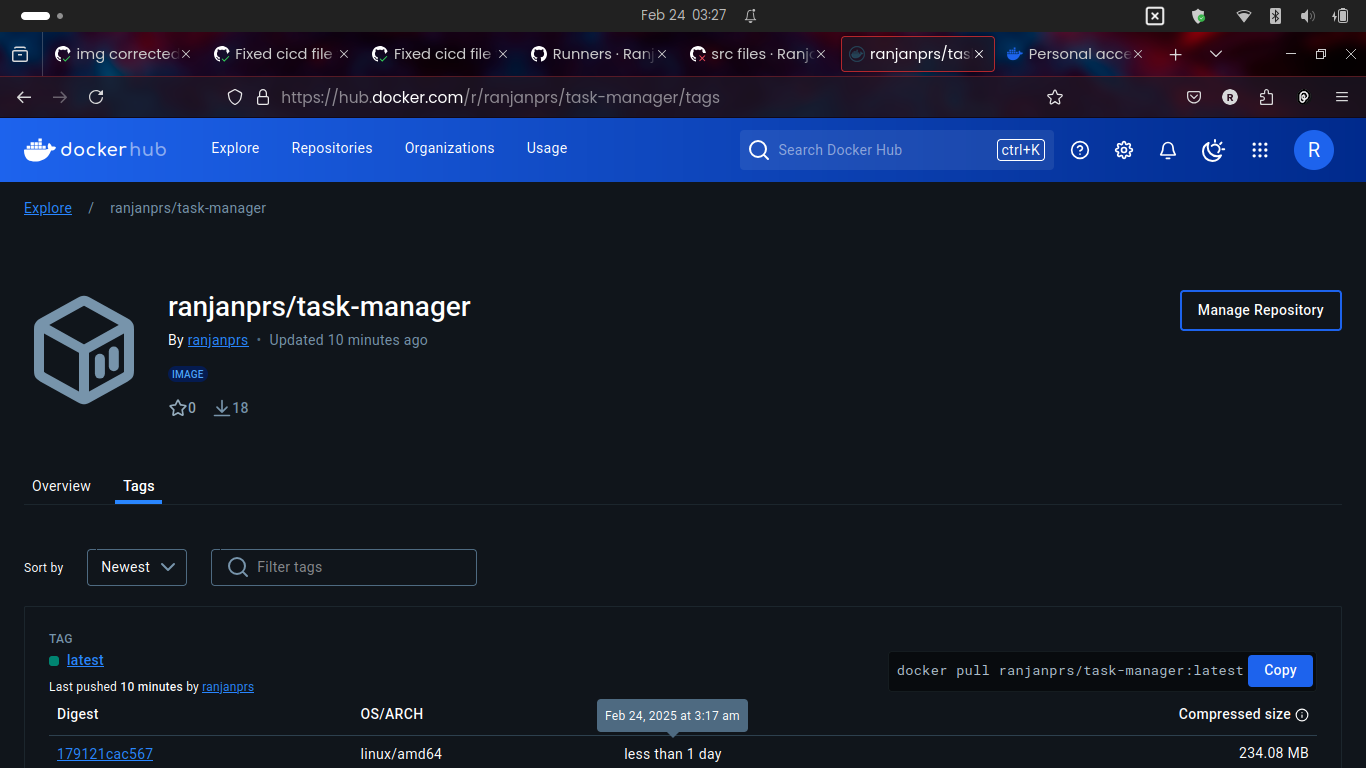 Feb 24 03:27
img corrected
Fixed cicd file
Fixed cicd file
Runners · Ranj
src files · Ranjo
ranjanprs/tas
Personal acce
https://hub.docker.com/r/ranjanprs/task-manager/tags
R
dockerhub
Explore
Repositories
Organizations
Usage
Search Docker Hub
ctrl+K
R
Explore / ranjanprs/task-manager
ranjanprs/task-manager
Manage Repository
By ranjanprs • Updated 10 minutes ago
IMAGE
0
18
Overview
Tags
Sort by
Newest
Filter tags
TAG
latest
docker pull ranjanprs/task-manager:latest
Copy
Last pushed 10 minutes by ranjanprs
Digest
OS/ARCH
Feb 24, 2025 at 3:17 am
Compressed size
179121cac567
linux/amd64
less than 1 day
234.08 MB